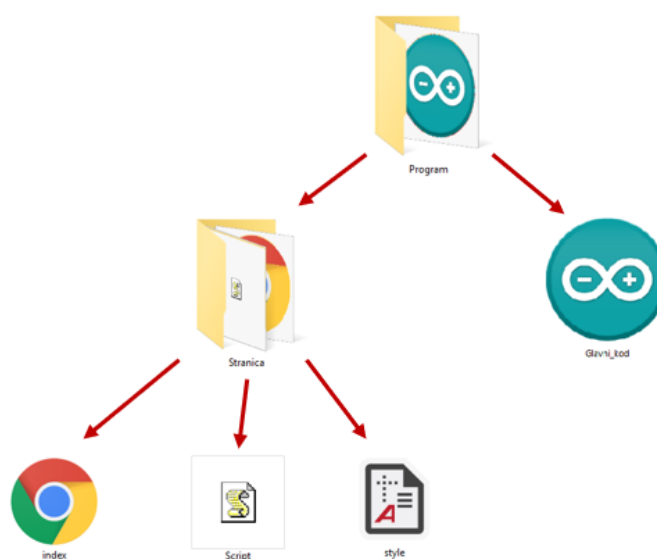 Program
Stranica
Glavni_kod
index
Script
style